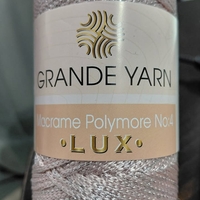 GRANDE YARN
Macrame Polymore No:4
• LUX •